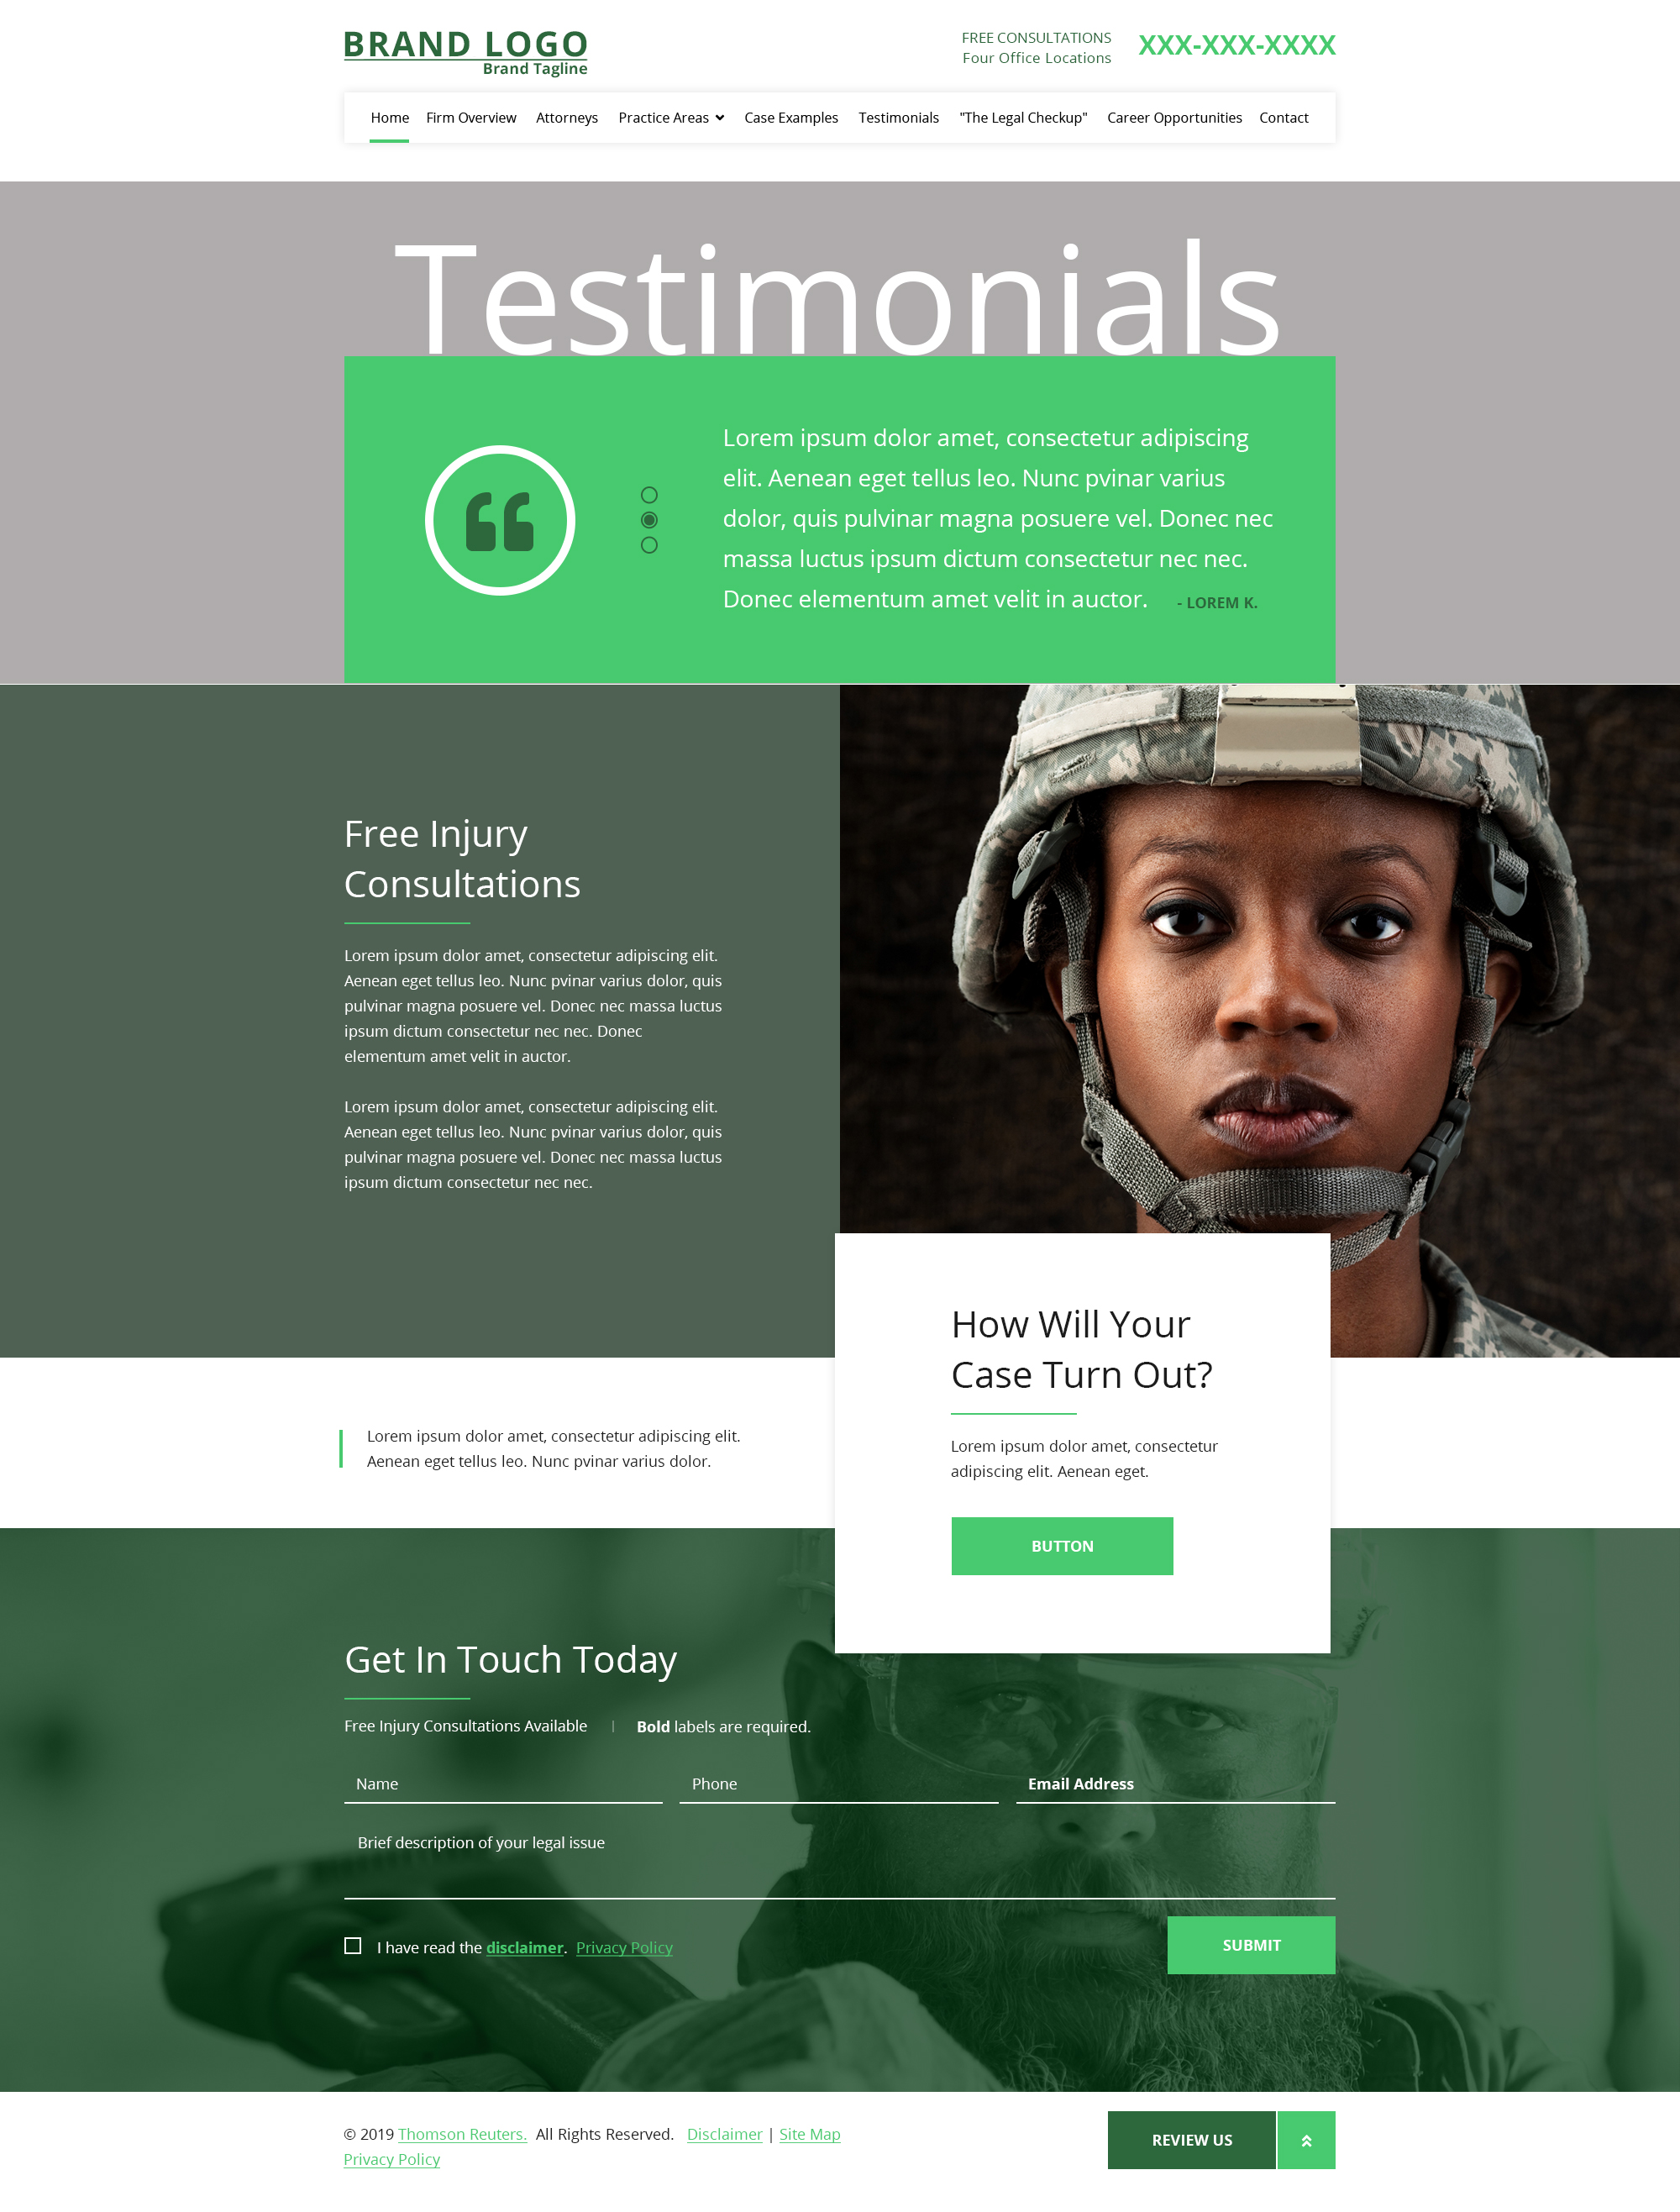 BRAND LOGO
Brand Tagline
FREE CONSULTATIONS
Four Office Locations
XXX-XXX-XXXX
Home Firm Overview Attorneys Practice Areas Case Examples Testimonials "The Legal Checkup" Career Opportunities Contact
Testimonials
Lorem ipsum dolor amet, consectetur adipiscing
elit. Aenean eget tellus leo. Nunc pvinar varius
dolor, quis pulvinar magna posuere vel. Donec nec
massa luctus ipsum dictum consectetur nec nec.
Donec elementum amet velit in auctor. - LOREM K.
Free Injury
Consultations
Lorem ipsum dolor amet, consectetur adipiscing elit.
Aenean eget tellus leo. Nunc pvinar varius dolor, quis
pulvinar magna posuere vel. Donec nec massa luctus
ipsum dictum consectetur nec nec. Donec
elementum amet velit in auctor.
Lorem ipsum dolor amet, consectetur adipiscing elit.
Aenean eget tellus leo. Nunc pvinar varius dolor, quis
pulvinar magna posuere vel. Donec nec massa luctus
ipsum dictum consectetur nec nec.
How Will Your
Case Turn Out?
Lorem ipsum dolor amet, consectetur
adipiscing elit. Aenean eget.
BUTTON
Lorem ipsum dolor amet, consectetur adipiscing elit.
Aenean eget tellus leo. Nunc pvinar varius dolor.
Get In Touch Today
Free Injury Consultations Available | Bold labels are required.
Name Phone Email Address
Brief description of your legal issue
I have read the disclaimer. Privacy Policy
SUBMIT
© 2019 Thomson Reuters. All Rights Reserved. Disclaimer | Site Map
Privacy Policy
REVIEW US